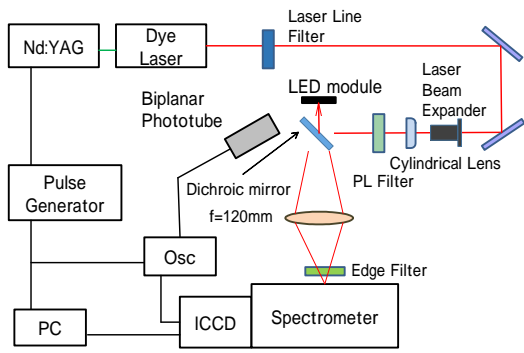 Nd:YAG
Dye
Laser
Laser Line
Filter
LED module
Laser
Beam
Expander
Biplanar
Phototube
Cylindrical Lens
PL Filter
Dichroic mirror
f=120mm
Pulse
Generator
Osc
Edge Filter
PC
ICCD
Spectrometer